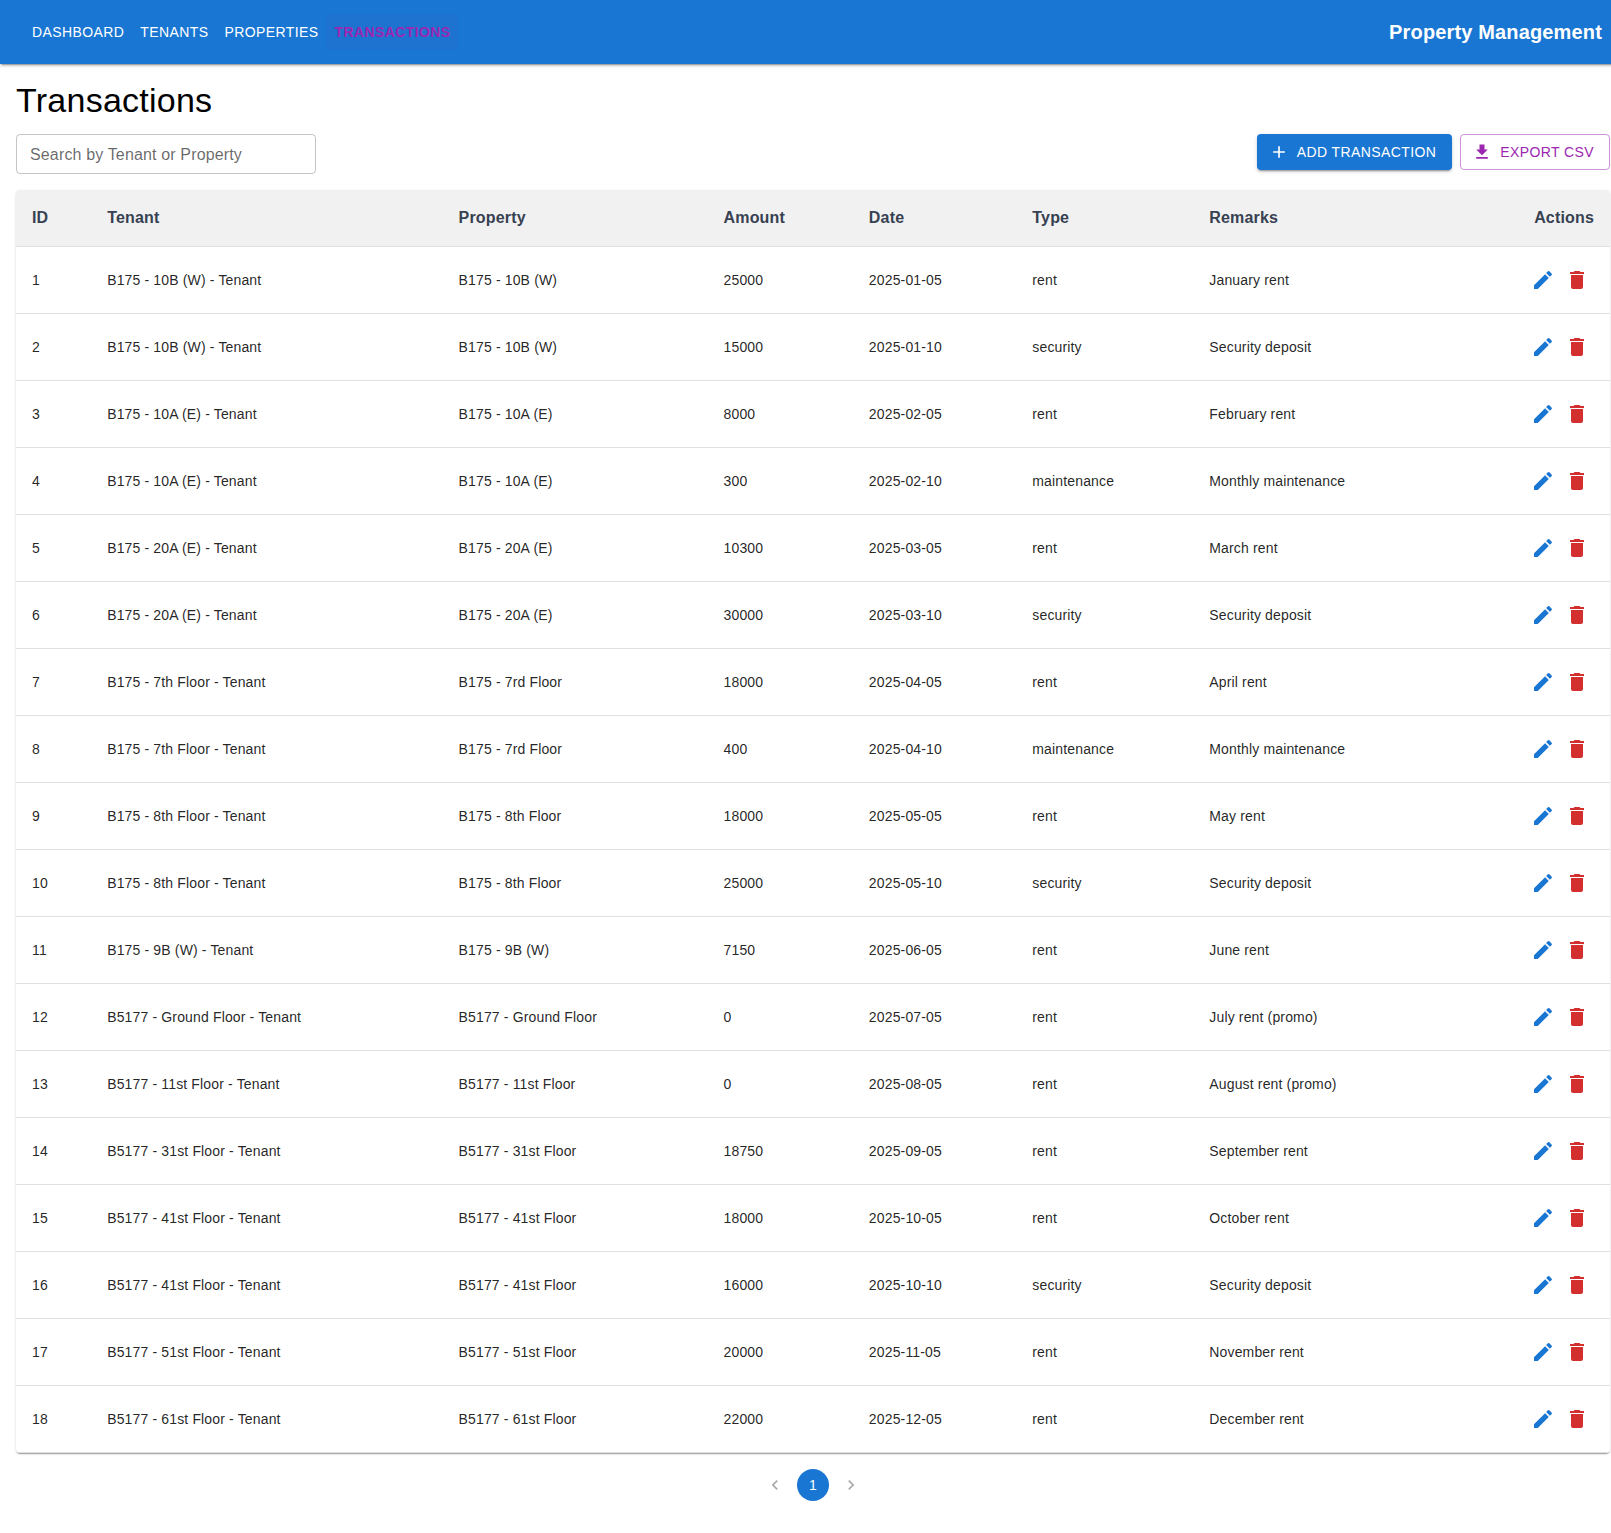 DASHBOARD TENANTS PROPERTIES TRANSACTIONS Property Management
Transactions
Search by Tenant or Property ADD TRANSACTION EXPORT CSV
ID Tenant Property Amount Date Type Remarks Actions
1 B175 - 10B (W) - Tenant B175 - 10B (W) 25000 2025-01-05 rent January rent
2 B175 - 10B (W) - Tenant B175 - 10B (W) 15000 2025-01-10 security Security deposit
3 B175 - 10A (E) - Tenant B175 - 10A (E) 8000 2025-02-05 rent February rent
4 B175 - 10A (E) - Tenant B175 - 10A (E) 300 2025-02-10 maintenance Monthly maintenance
5 B175 - 20A (E) - Tenant B175 - 20A (E) 10300 2025-03-05 rent March rent
6 B175 - 20A (E) - Tenant B175 - 20A (E) 30000 2025-03-10 security Security deposit
7 B175 - 7th Floor - Tenant B175 - 7rd Floor 18000 2025-04-05 rent April rent
8 B175 - 7th Floor - Tenant B175 - 7rd Floor 400 2025-04-10 maintenance Monthly maintenance
9 B175 - 8th Floor - Tenant B175 - 8th Floor 18000 2025-05-05 rent May rent
10 B175 - 8th Floor - Tenant B175 - 8th Floor 25000 2025-05-10 security Security deposit
11 B175 - 9B (W) - Tenant B175 - 9B (W) 7150 2025-06-05 rent June rent
12 B5177 - Ground Floor - Tenant B5177 - Ground Floor 0 2025-07-05 rent July rent (promo)
13 B5177 - 11st Floor - Tenant B5177 - 11st Floor 0 2025-08-05 rent August rent (promo)
14 B5177 - 31st Floor - Tenant B5177 - 31st Floor 18750 2025-09-05 rent September rent
15 B5177 - 41st Floor - Tenant B5177 - 41st Floor 18000 2025-10-05 rent October rent
16 B5177 - 41st Floor - Tenant B5177 - 41st Floor 16000 2025-10-10 security Security deposit
17 B5177 - 51st Floor - Tenant B5177 - 51st Floor 20000 2025-11-05 rent November rent
18 B5177 - 61st Floor - Tenant B5177 - 61st Floor 22000 2025-12-05 rent December rent
1